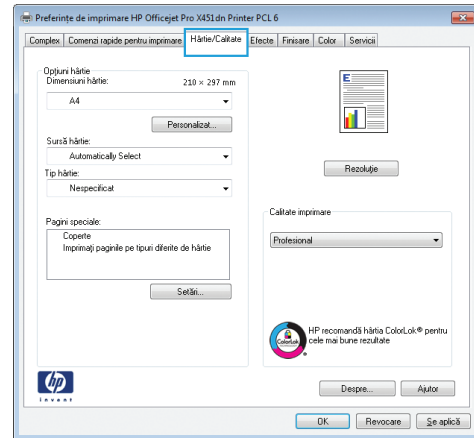 Preferințe de imprimare HP Officejet Pro X451dn Printer PCL 6
Complex Comenzi rapide pentru imprimare Hârtie/Calitate Efecte Finisare Color Servicii
Opțiuni hârtie
Dimensiuni hârtie: 210 × 297 mm
A4
Personalizat...
Sursă hârtie:
Automatically Select
Tip hârtie:
Nespecificat
Pagini speciale:
Coperte
Imprimați paginile pe tipuri diferite de hârtie
Setări...
E
Rezoluție
Calitate imprimare
Profesional
ColorLok
HP recomandă hârtia ColorLok® pentru
cele mai bune rezultate
hp
invent
Despre... Ajutor
OK Revocare Se aplică